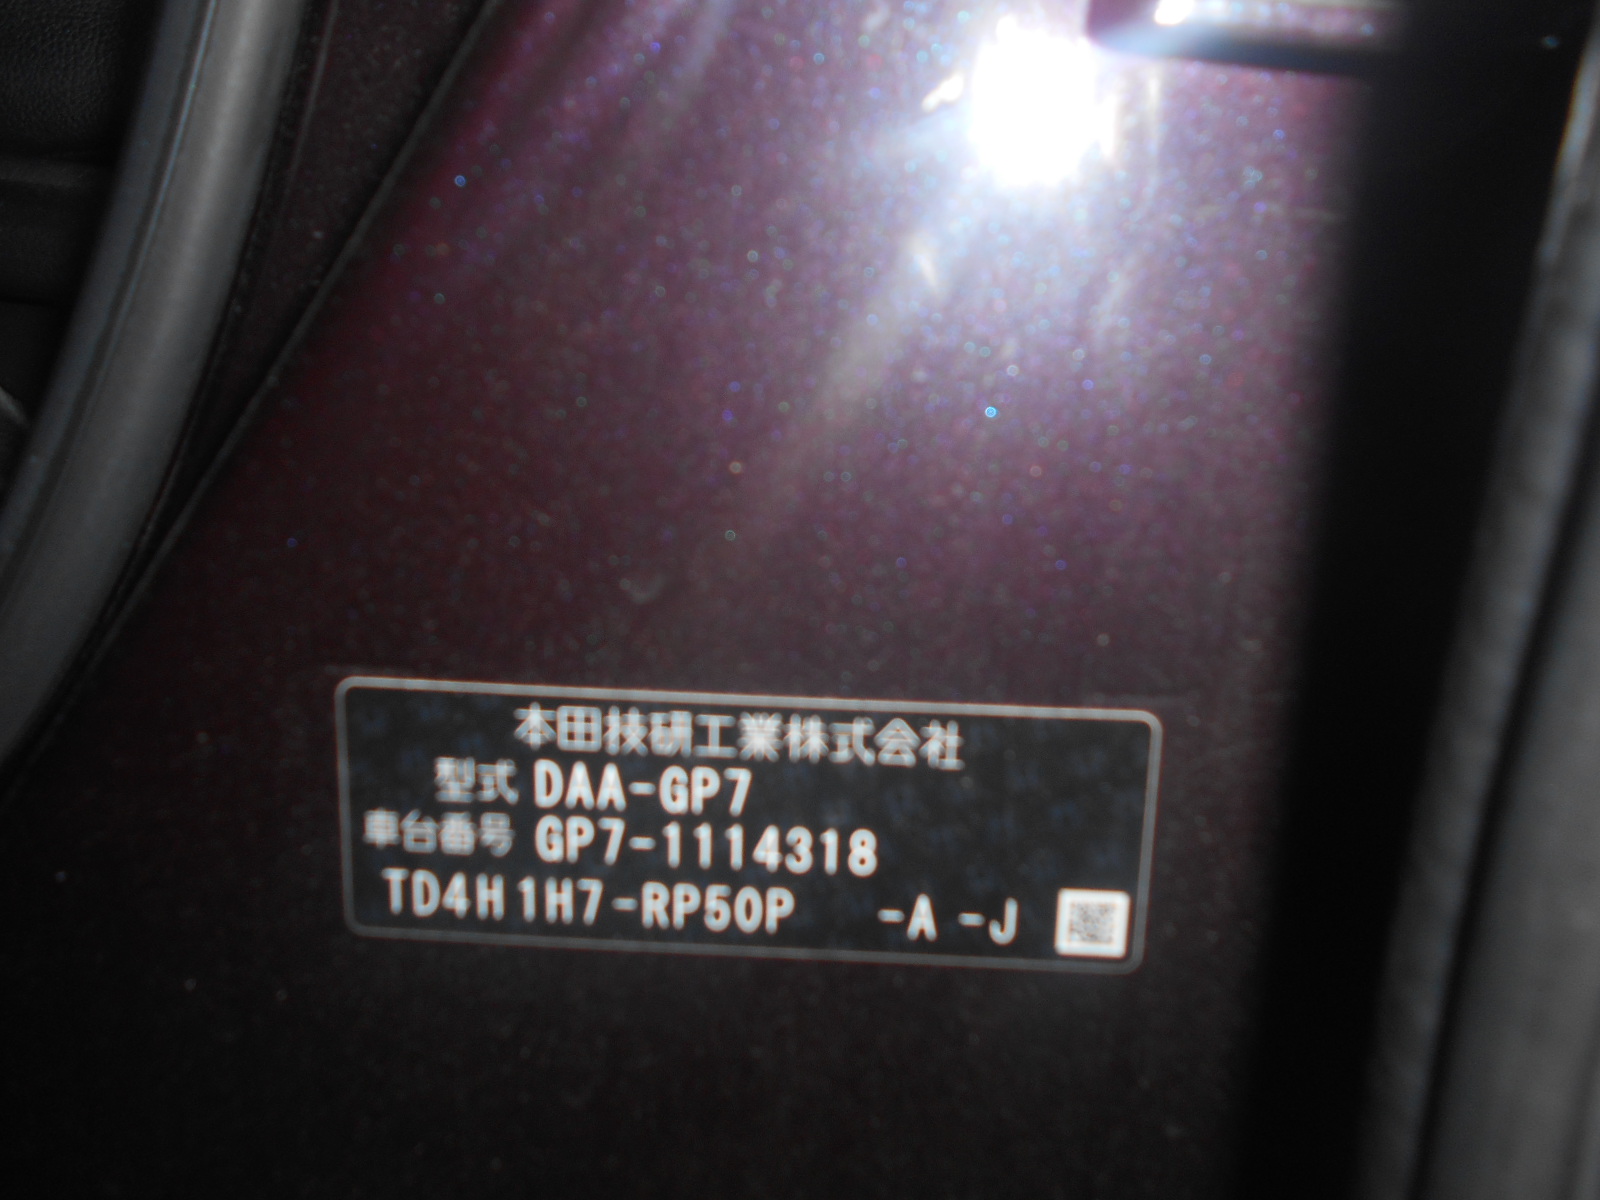 本田技研工業株式会社
型式 DAA-GP7
車台番号 GP7-1114318
TD4H1H7-RP50P -A -J